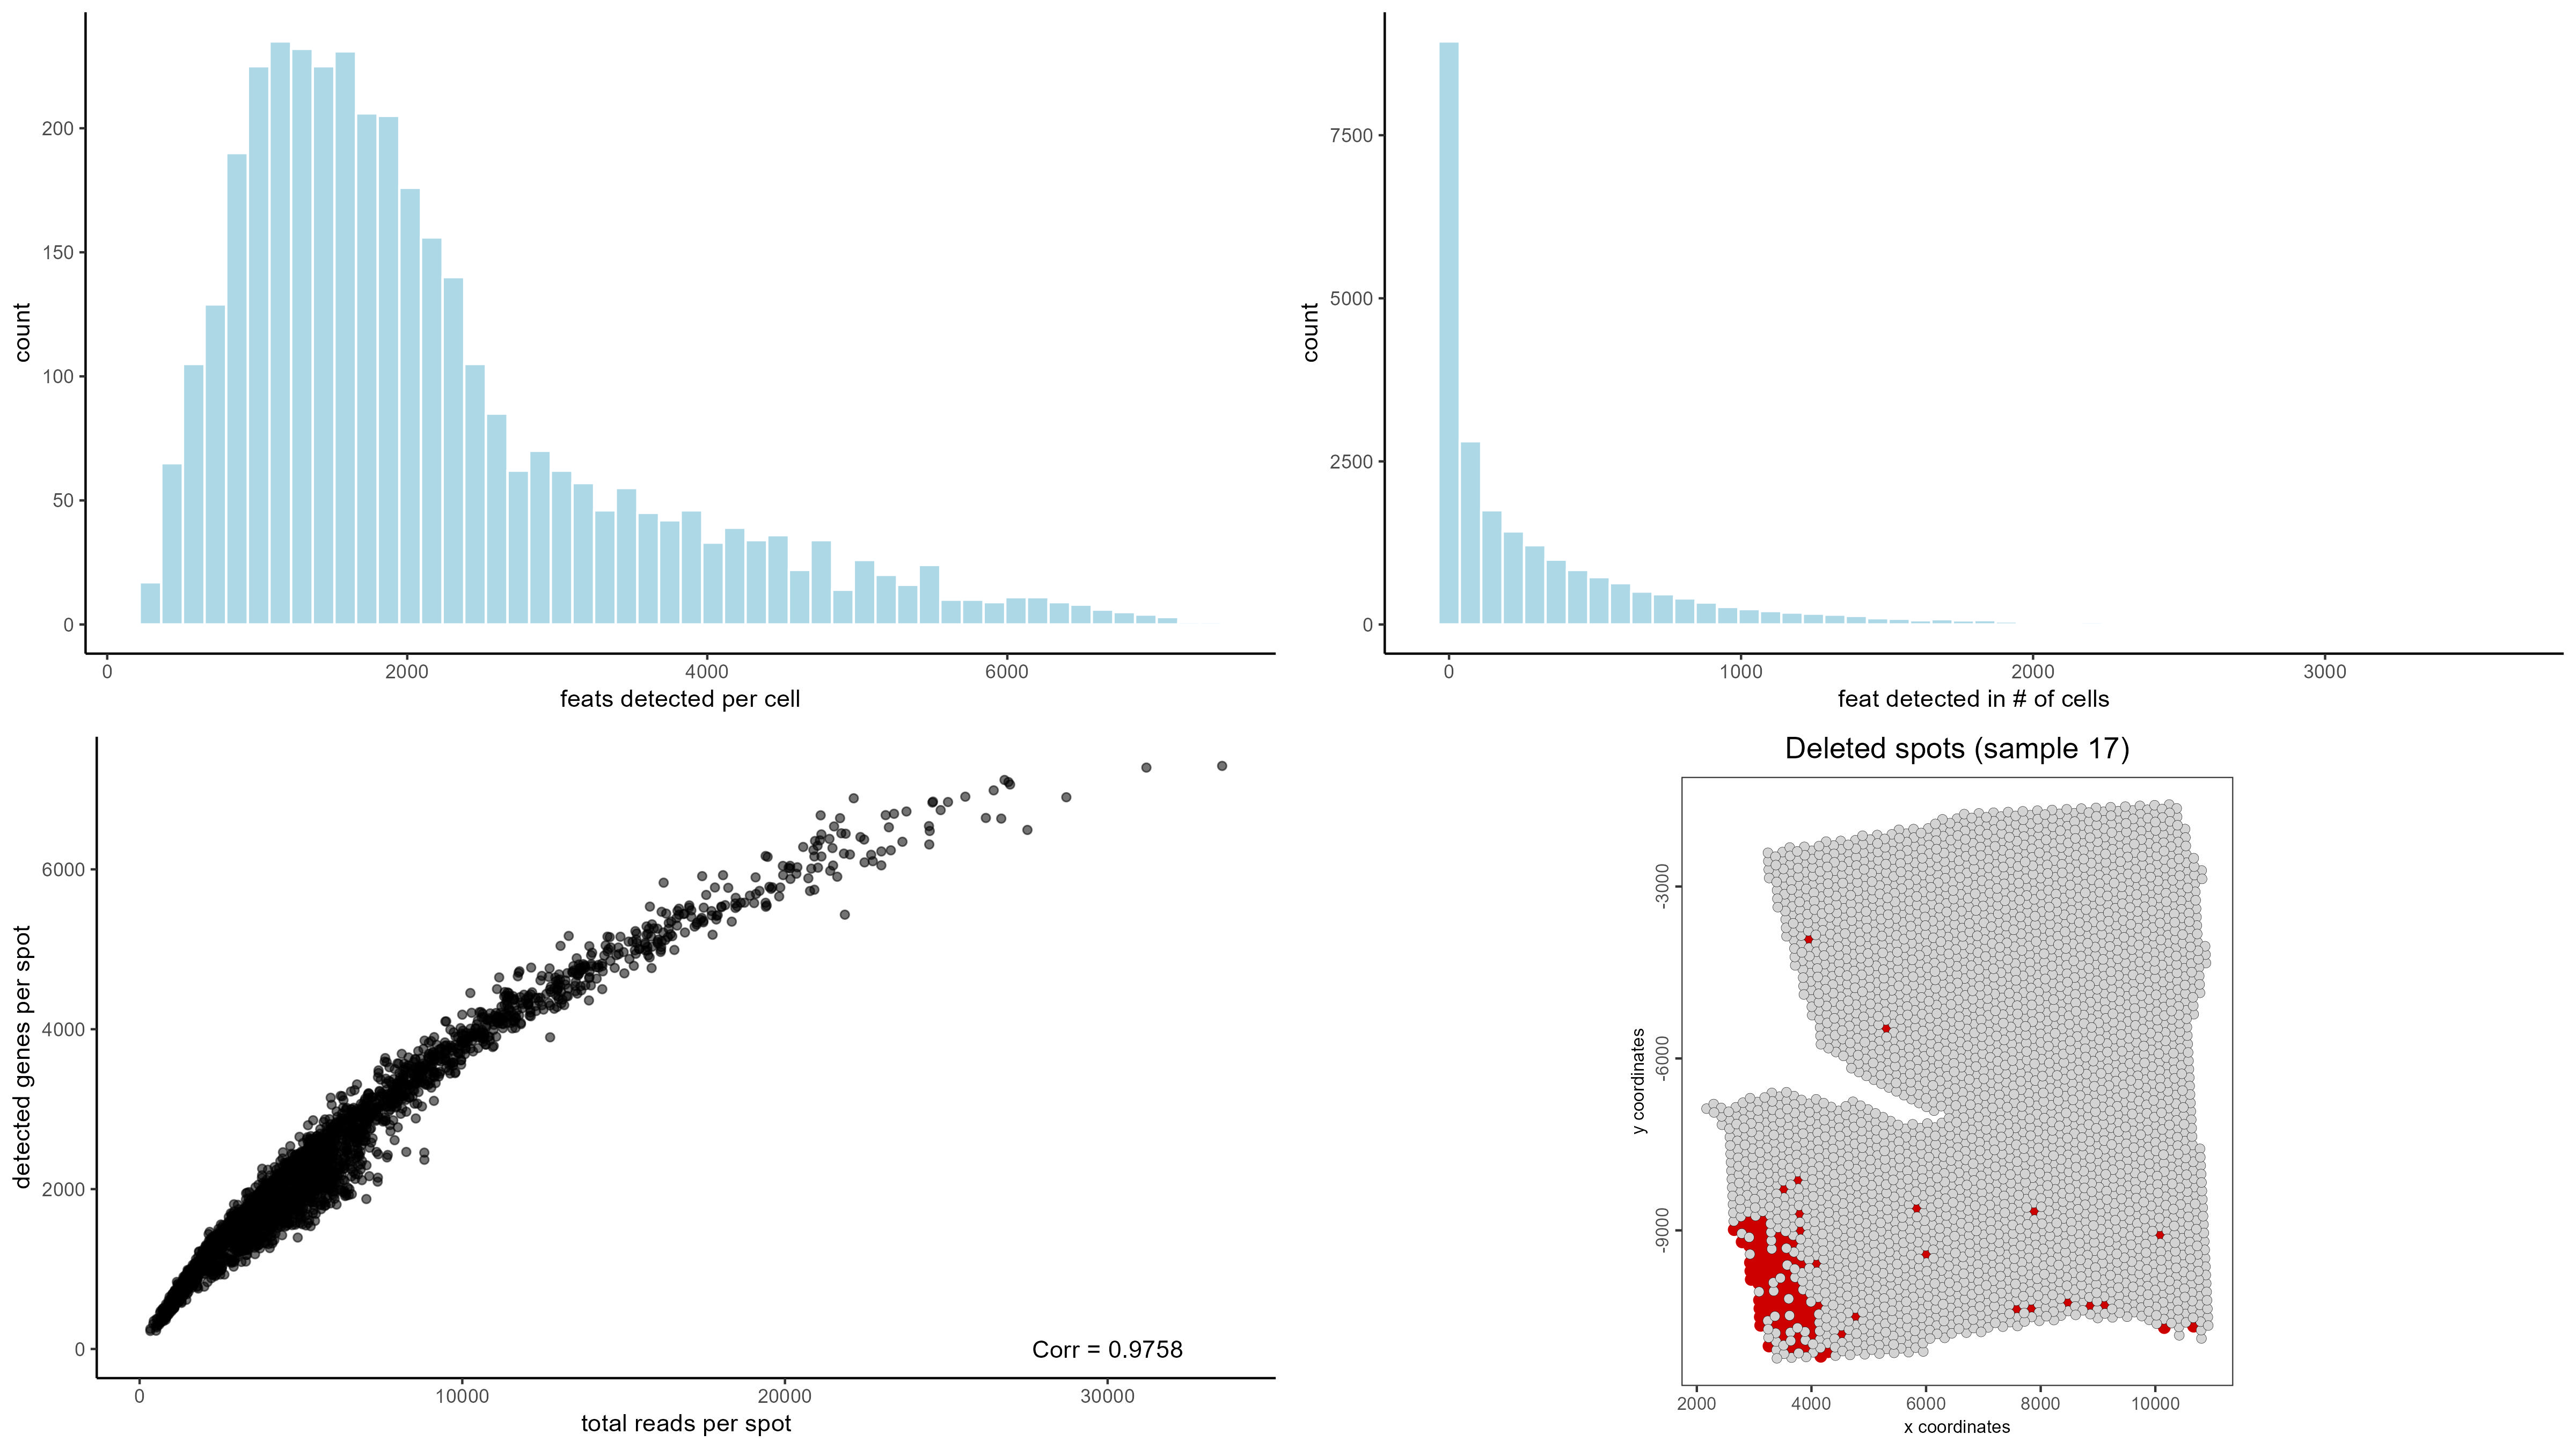 200
150
100
50
0
count
0 2000 4000 6000
feats detected per cell
7500
5000
2500
0
count
0 1000 2000 3000
feat detected in # of cells
6000
4000
2000
0
detected genes per spot
Corr = 0.9758
0 10000 20000 30000
total reads per spot
Deleted spots (sample 17)
-3000
-6000
-9000
y coordinates
2000 4000 6000 8000 10000
x coordinates